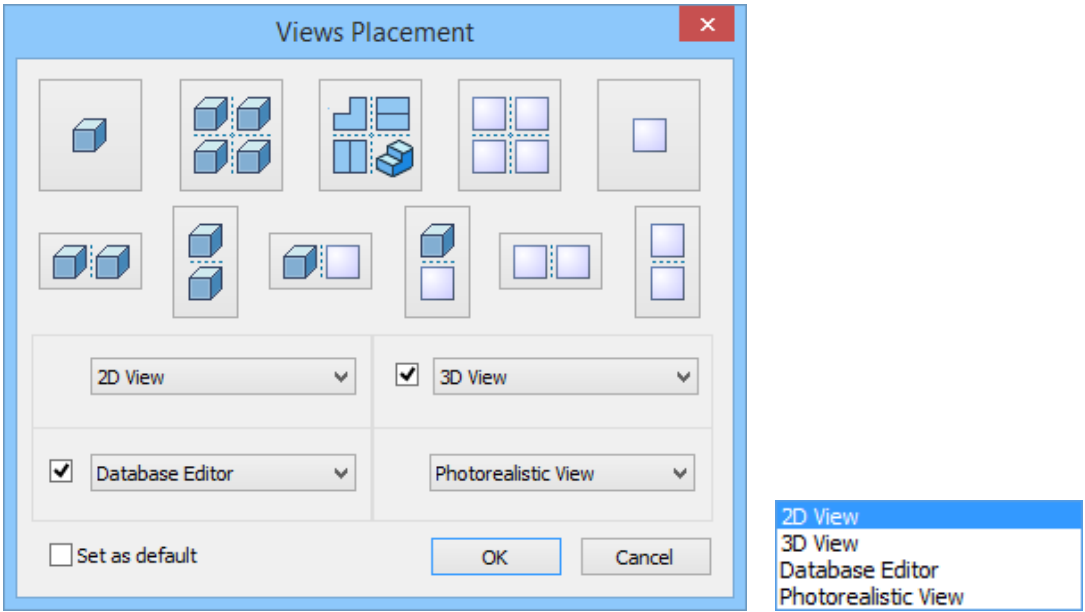 Views Placement
2D View
3D View
Database Editor
Photorealistic View
Set as default
OK
Cancel
2D View
3D View
Database Editor
Photorealistic View